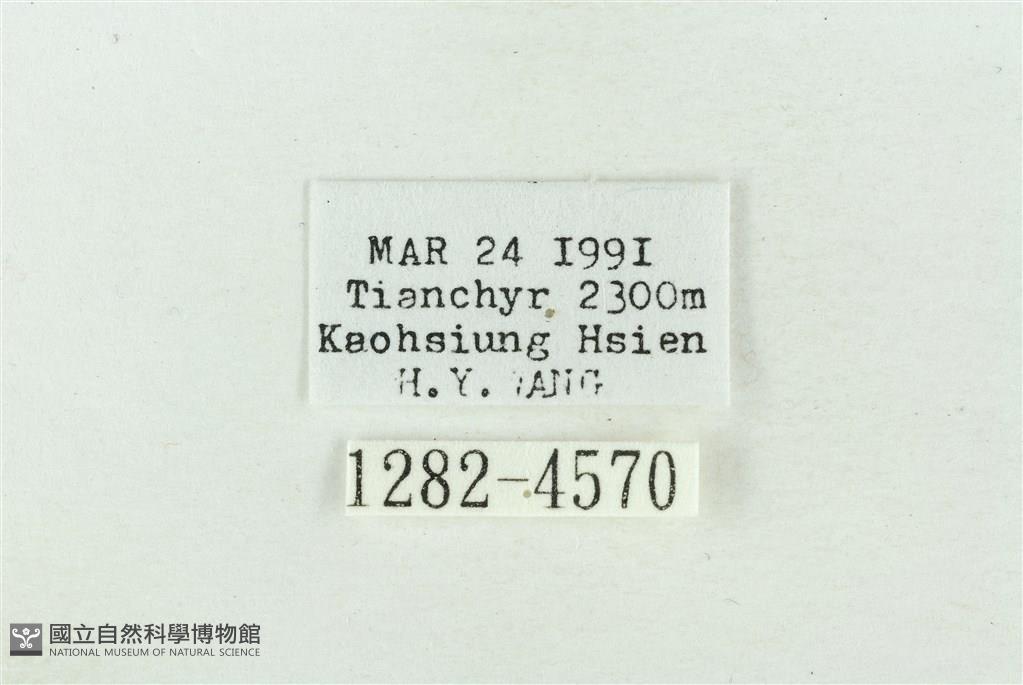 MAR 24 1991
Tianchyr 2300m
Kaohsiung Hsien
H.Y.
1282-4570
國立自然科學博物館
NATIONAL MUSEUM OF NATURAL SCIENCE